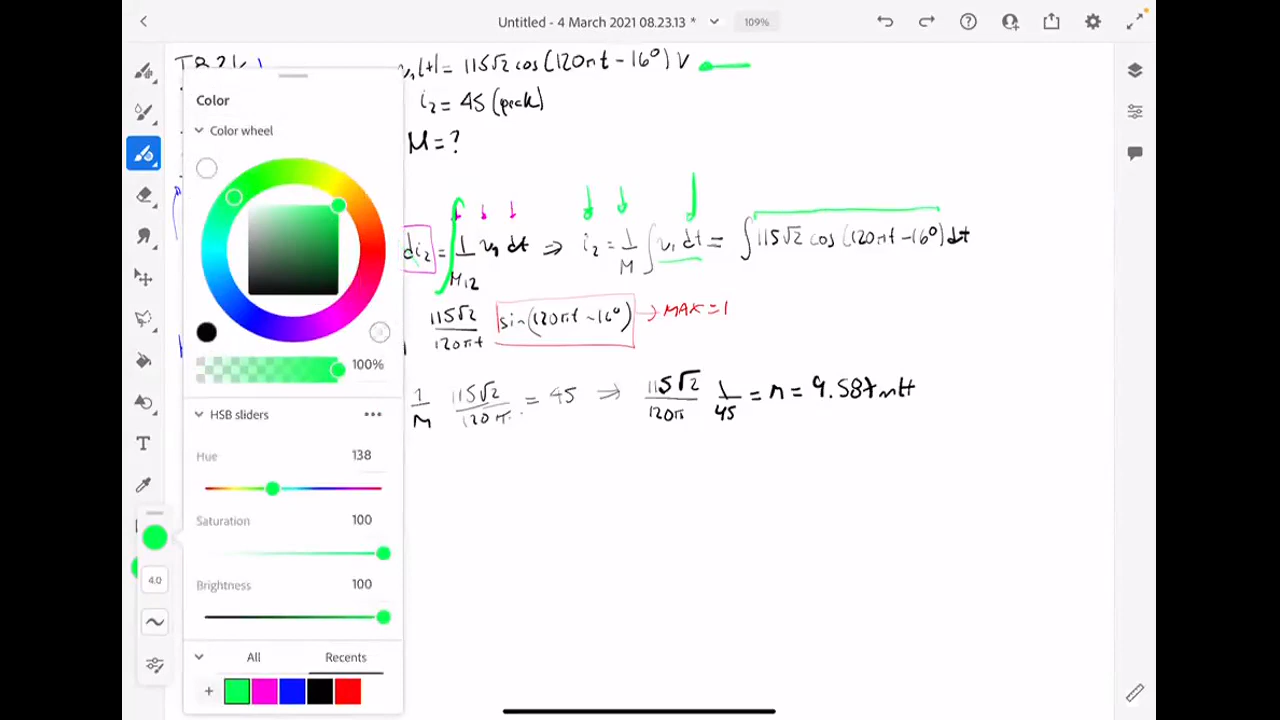 Untitled - 4 March 2021 08.23.13 *
109%
v₁(t)= 115√2 cos(120πt-16°) V
i₂= 45 (peak)
M=?
Color
Color wheel
100%
HSB sliders
Hue 138
Saturation 100
Brightness 100
All Recents
4.0
di₂ = ∫ 1/M₁₂ v₁ dt ⇒ i₂ = 1/M ∫ v₁ dt = ∫115√2 cos(120πt-16°)dt
115√2/120πt sin(120πt-16°) → MAX=1
1/M 115√2/120π = 45 ⇒ 115√2/120π 1/45 = M = 9.587mH
T